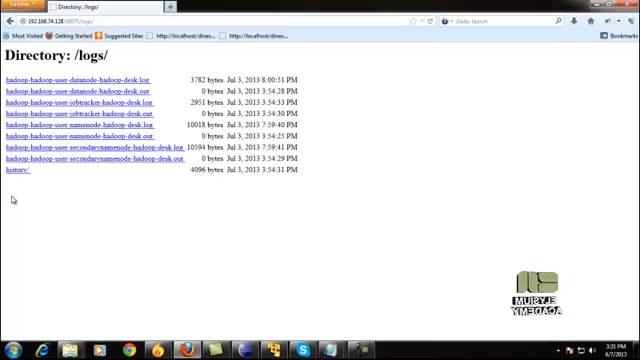 Firefox
Directory: /logs/
192.168.74.128:50075/logs/
Delta Search
Most Visited Getting Started Suggested Sites http://localhost/dines... http://localhost/dines...
Bookmarks
Directory: /logs/
hadoop-hadoop-user-datanode-hadoop-desk.log 3782 bytes Jul 3, 2013 8:00:51 PM
hadoop-hadoop-user-datanode-hadoop-desk.out 0 bytes Jul 3, 2013 3:54:28 PM
hadoop-hadoop-user-jobtracker-hadoop-desk.log 2951 bytes Jul 3, 2013 3:54:33 PM
hadoop-hadoop-user-jobtracker-hadoop-desk.out 0 bytes Jul 3, 2013 3:54:30 PM
hadoop-hadoop-user-namenode-hadoop-desk.log 10018 bytes Jul 3, 2013 7:59:40 PM
hadoop-hadoop-user-namenode-hadoop-desk.out 0 bytes Jul 3, 2013 3:54:25 PM
hadoop-hadoop-user-secondarynamenode-hadoop-desk.log 10594 bytes Jul 3, 2013 7:59:41 PM
hadoop-hadoop-user-secondarynamenode-hadoop-desk.out 0 bytes Jul 3, 2013 3:54:29 PM
history/ 4096 bytes Jul 3, 2013 3:54:31 PM
ELYSIUM
ACADEMY
3:31 PM
4/7/2013